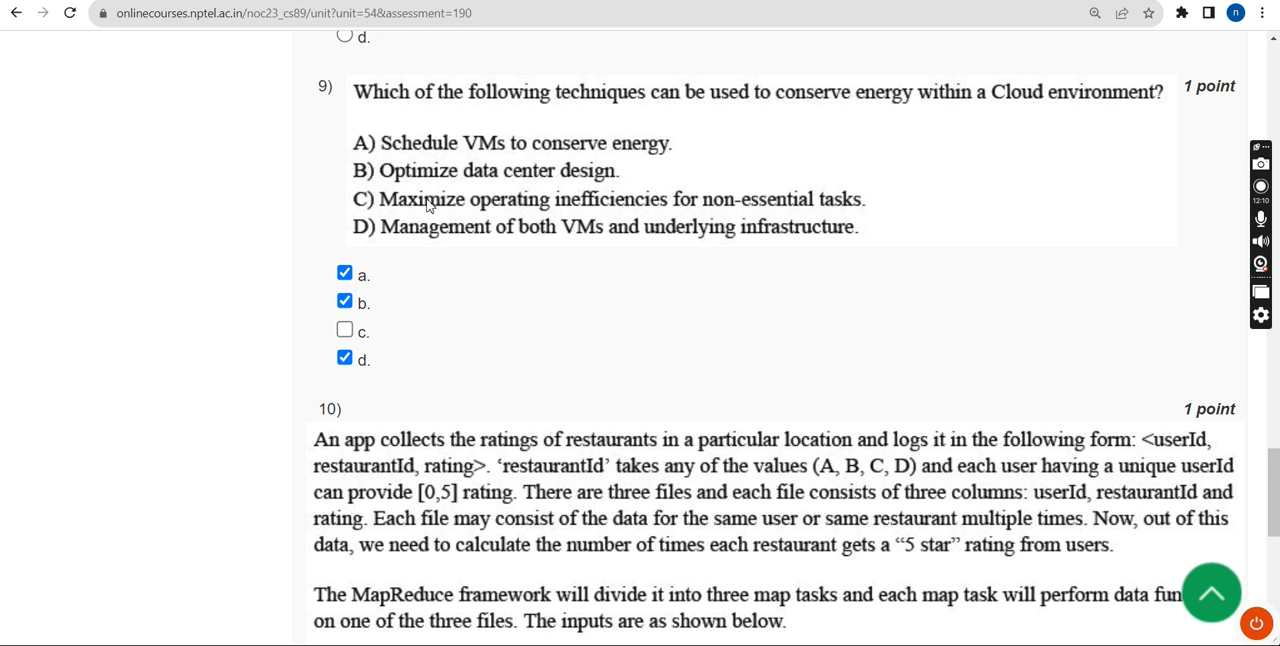 onlinecourses.nptel.ac.in/noc23_cs89/unit?unit=54&assessment=190
n
d.
9) Which of the following techniques can be used to conserve energy within a Cloud environment? 1 point
A) Schedule VMs to conserve energy.
B) Optimize data center design.
C) Maximize operating inefficiencies for non-essential tasks.
D) Management of both VMs and underlying infrastructure.
12:10
a.
b.
c.
d.
10) 1 point
An app collects the ratings of restaurants in a particular location and logs it in the following form: <userId,
restaurantId, rating>. ‘restaurantId’ takes any of the values (A, B, C, D) and each user having a unique userId
can provide [0,5] rating. There are three files and each file consists of three columns: userId, restaurantId and
rating. Each file may consist of the data for the same user or same restaurant multiple times. Now, out of this
data, we need to calculate the number of times each restaurant gets a “5 star” rating from users.
The MapReduce framework will divide it into three map tasks and each map task will perform data fun
on one of the three files. The inputs are as shown below.